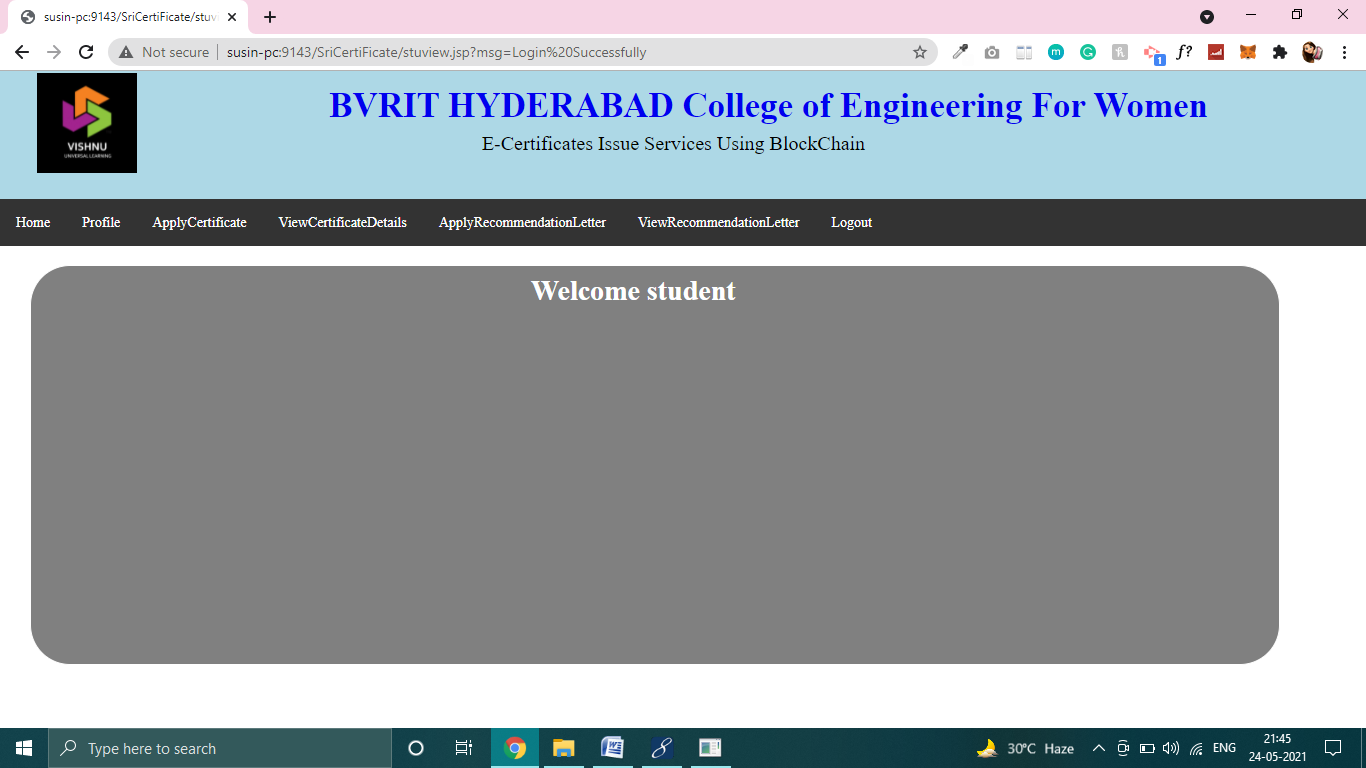 susin-pc:9143/SriCertiFicate/stuv
Not secure susin-pc:9143/SriCertiFicate/stuview.jsp?msg=Login%20Successfully
m G H 1 f?
VISHNU
UNIVERSAL LEARNING
BVRIT HYDERABAD College of Engineering For Women
E-Certificates Issue Services Using BlockChain
Home Profile ApplyCertificate ViewCertificateDetails ApplyRecommendationLetter ViewRecommendationLetter Logout
Welcome student
Type here to search
30°C Haze ENG
21:45
24-05-2021